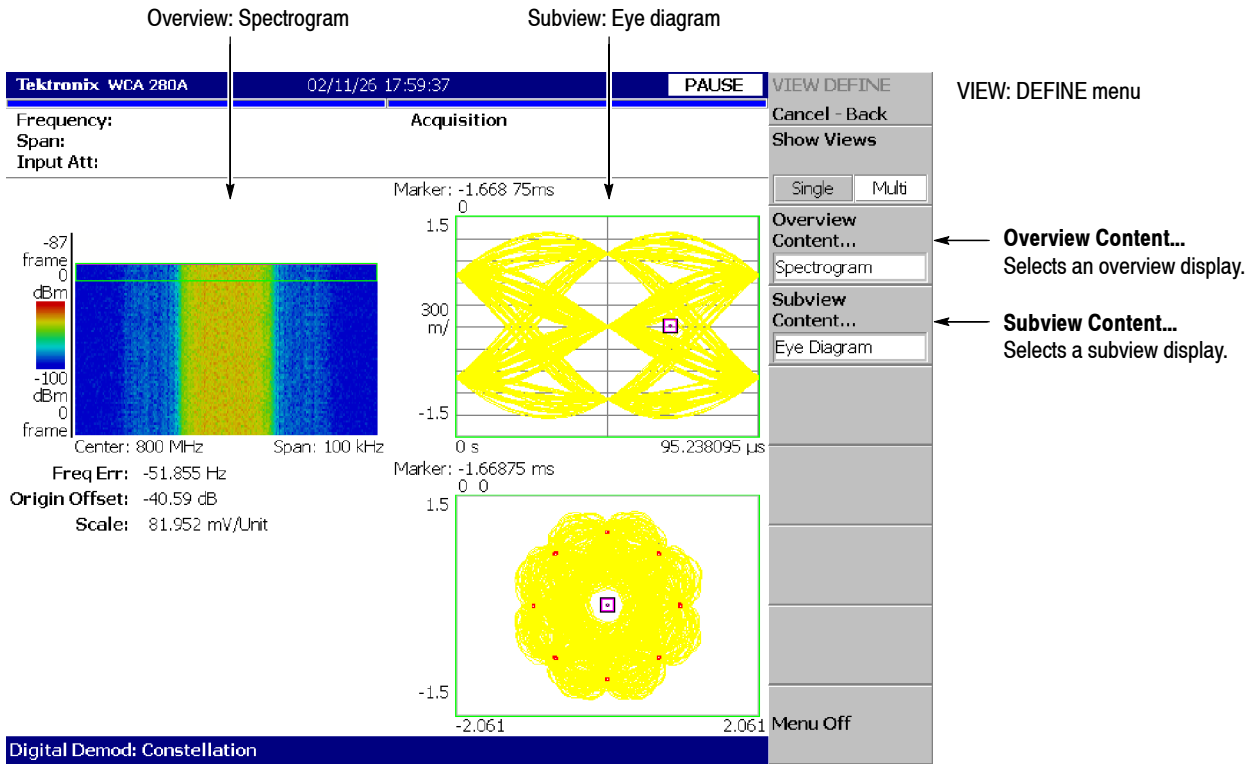 Overview: Spectrogram
Subview: Eye diagram
Tektronix WCA 280A
02/11/26 17:59:37
PAUSE
VIEW DEFINE
VIEW: DEFINE menu
Cancel - Back
Frequency:
Span:
Input Att:
Acquisition
Show Views
Single
Multi
Marker: -1.668 75ms
0
1.5
300
m/
-1.5
0 s
95.238095 µs
-87
frame
0
dBm
-100
dBm
0
frame
Center: 800 MHz
Span: 100 kHz
Freq Err: -51.855 Hz
Origin Offset: -40.59 dB
Scale: 81.952 mV/Unit
Marker: -1.66875 ms
0 0
1.5
-1.5
-2.061
2.061
Overview
Content...
Spectrogram
Overview Content...
Selects an overview display.
Subview
Content...
Eye Diagram
Subview Content...
Selects a subview display.
Menu Off
Digital Demod: Constellation